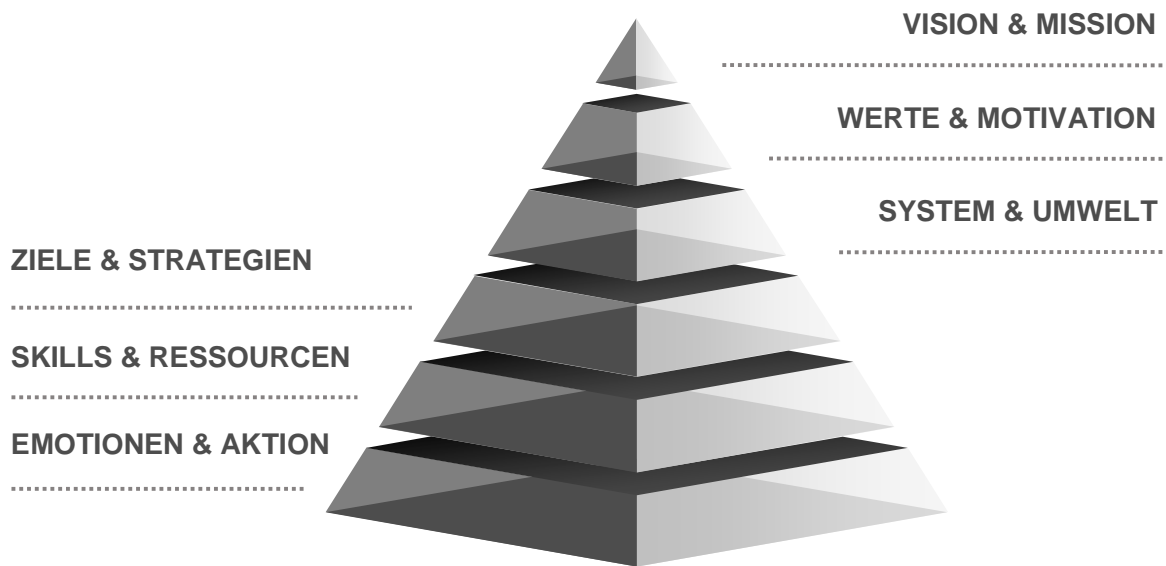 VISION & MISSION
WERTE & MOTIVATION
SYSTEM & UMWELT
ZIELE & STRATEGIEN
SKILLS & RESSOURCEN
EMOTIONEN & AKTION